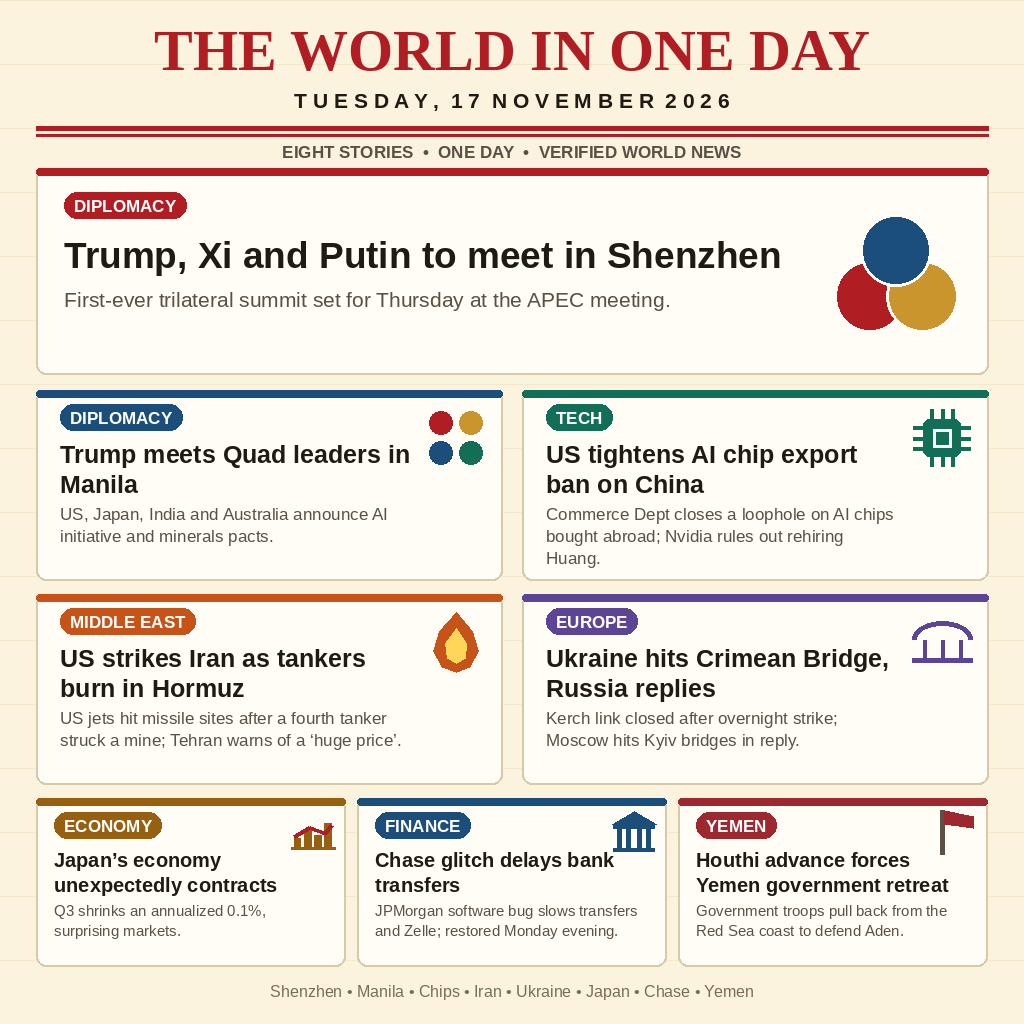 THE WORLD IN ONE DAY
TUESDAY, 17 NOVEMBER 2026
EIGHT STORIES • ONE DAY • VERIFIED WORLD NEWS
DIPLOMACY
Trump, Xi and Putin to meet in Shenzhen
First-ever trilateral summit set for Thursday at the APEC meeting.
DIPLOMACY
Trump meets Quad leaders in
Manila
US, Japan, India and Australia announce AI
initiative and minerals pacts.
TECH
US tightens AI chip export
ban on China
Commerce Dept closes a loophole on AI chips
bought abroad; Nvidia rules out rehiring
Huang.
MIDDLE EAST
US strikes Iran as tankers
burn in Hormuz
US jets hit missile sites after a fourth tanker
struck a mine; Tehran warns of a ‘huge price’.
EUROPE
Ukraine hits Crimean Bridge,
Russia replies
Kerch link closed after overnight strike;
Moscow hits Kyiv bridges in reply.
ECONOMY
Japan’s economy
unexpectedly contracts
Q3 shrinks an annualized 0.1%,
surprising markets.
FINANCE
Chase glitch delays bank
transfers
JPMorgan software bug slows transfers
and Zelle; restored Monday evening.
YEMEN
Houthi advance forces
Yemen government retreat
Government troops pull back from the
Red Sea coast to defend Aden.
Shenzhen • Manila • Chips • Iran • Ukraine • Japan • Chase • Yemen